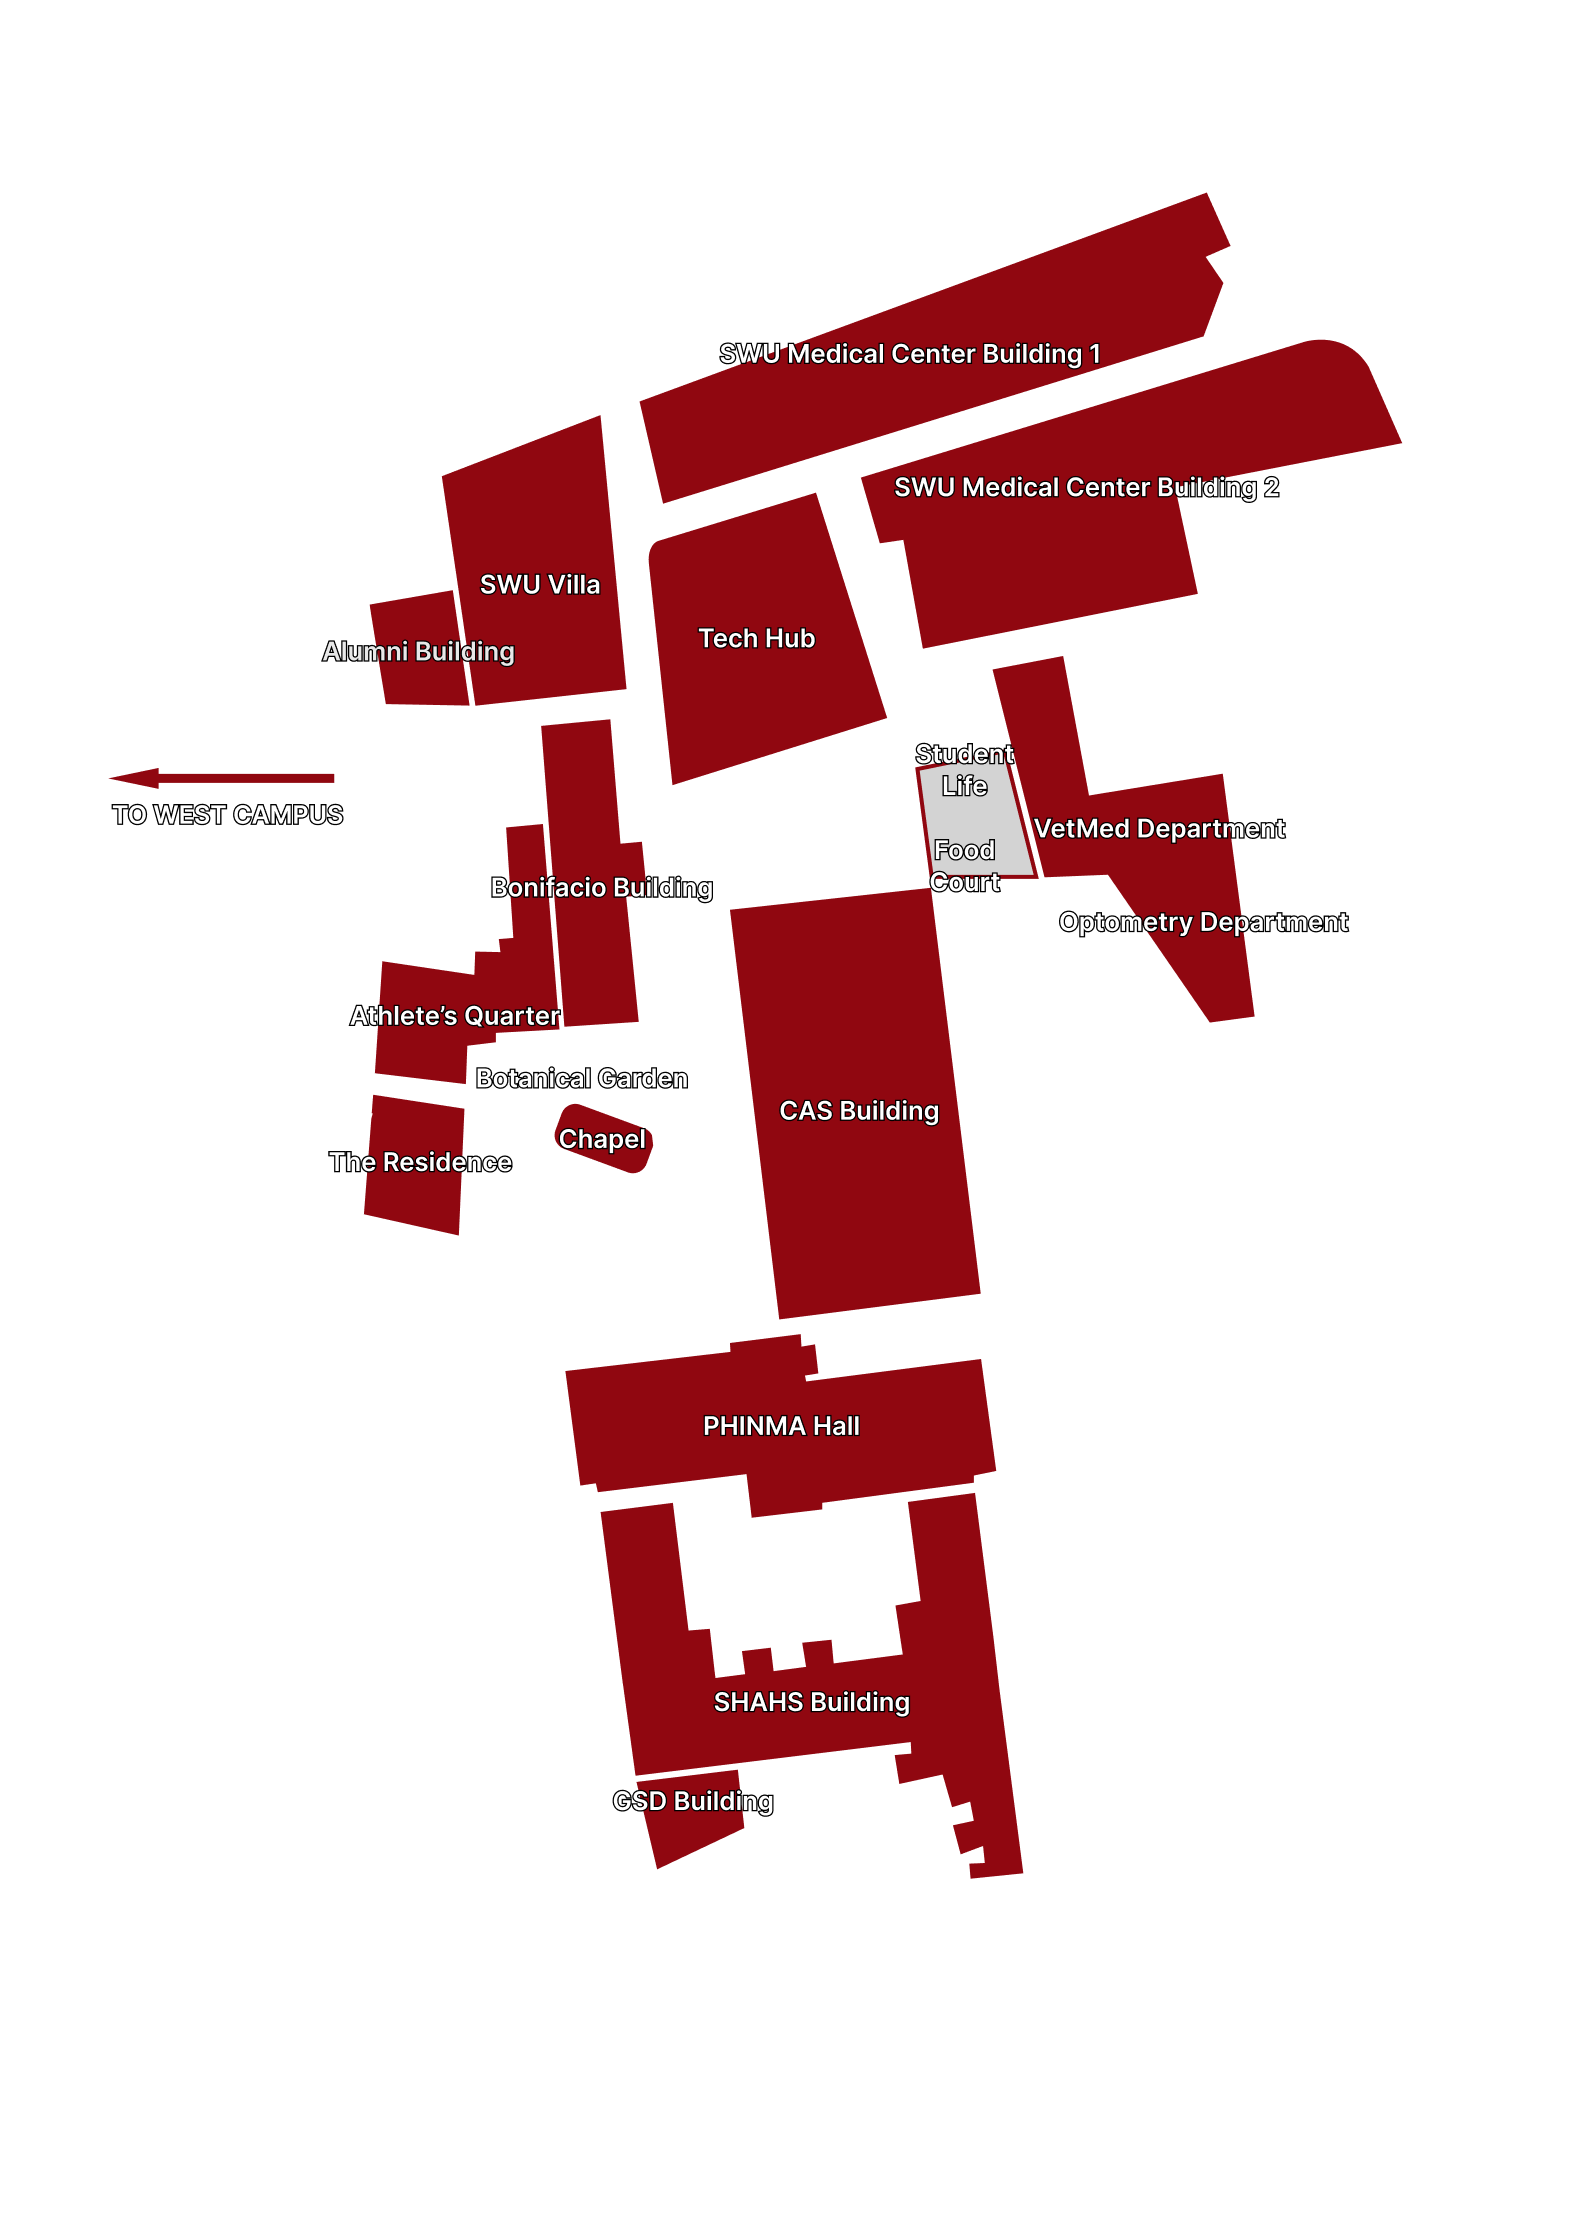 SWU Medical Center Building 1
SWU Medical Center Building 2
SWU Villa
Tech Hub
Alumni Building
Student
Life
TO WEST CAMPUS
VetMed Department
Food
Court
Bonifacio Building
Optometry Department
Athlete’s Quarter
Botanical Garden
CAS Building
Chapel
The Residence
PHINMA Hall
SHAHS Building
GSD Building